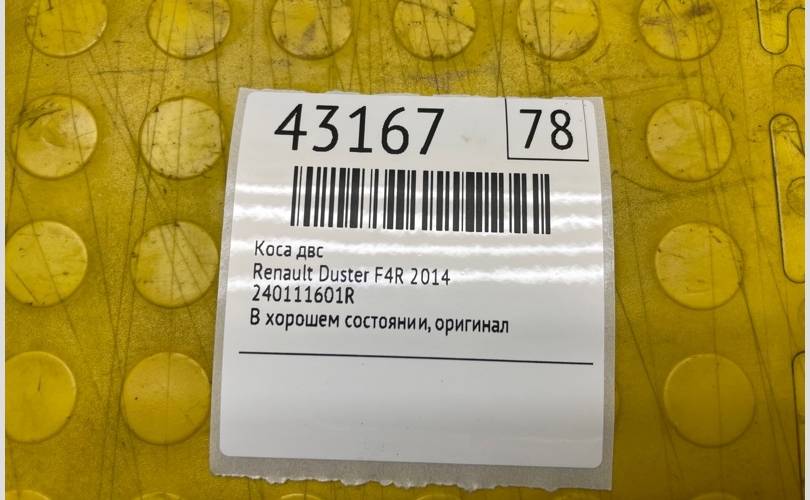 43167 78
Коса двс
Renault Duster F4R 2014
240111601R
В хорошем состоянии, оригинал